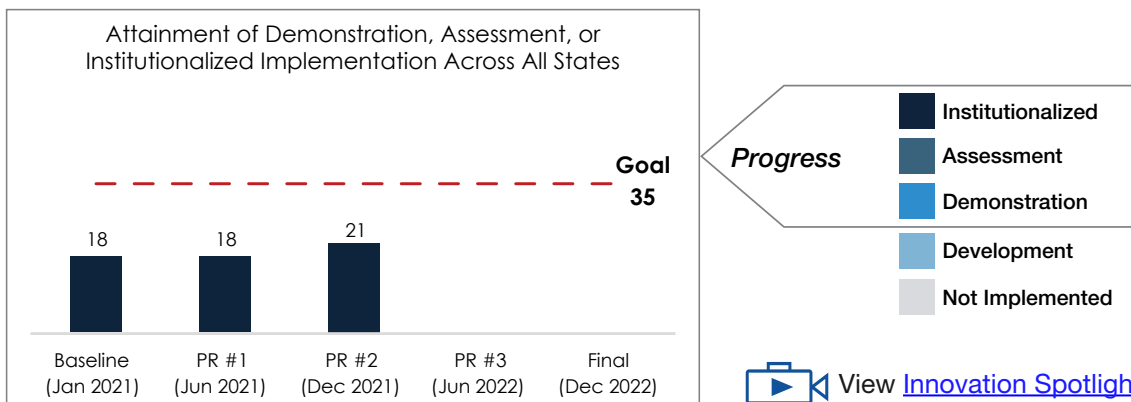 Attainment of Demonstration, Assessment, or
Institutionalized Implementation Across All States
Goal
35
18
18
21
Baseline
(Jan 2021)
PR #1
(Jun 2021)
PR #2
(Dec 2021)
PR #3
(Jun 2022)
Final
(Dec 2022)
Progress
Institutionalized
Assessment
Demonstration
Development
Not Implemented
View Innovation Spotligh